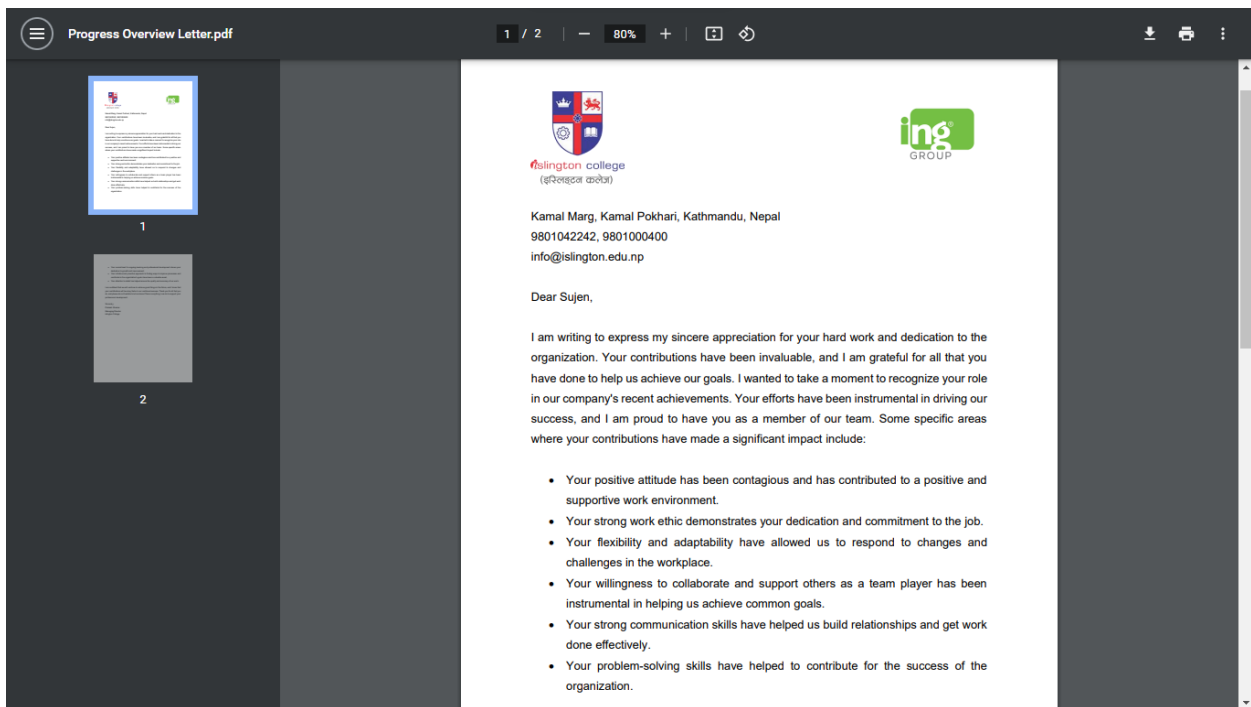 Progress Overview Letter.pdf
1 / 2
80%
1
2
islington college
(इस्लिङ्टन कलेज)
ing®
GROUP
Kamal Marg, Kamal Pokhari, Kathmandu, Nepal
9801042242, 9801000400
info@islington.edu.np
Dear Sujen,
I am writing to express my sincere appreciation for your hard work and dedication to the
organization. Your contributions have been invaluable, and I am grateful for all that you
have done to help us achieve our goals. I wanted to take a moment to recognize your role
in our company's recent achievements. Your efforts have been instrumental in driving our
success, and I am proud to have you as a member of our team. Some specific areas
where your contributions have made a significant impact include:
• Your positive attitude has been contagious and has contributed to a positive and
supportive work environment.
• Your strong work ethic demonstrates your dedication and commitment to the job.
• Your flexibility and adaptability have allowed us to respond to changes and
challenges in the workplace.
• Your willingness to collaborate and support others as a team player has been
instrumental in helping us achieve common goals.
• Your strong communication skills have helped us build relationships and get work
done effectively.
• Your problem-solving skills have helped to contribute for the success of the
organization.